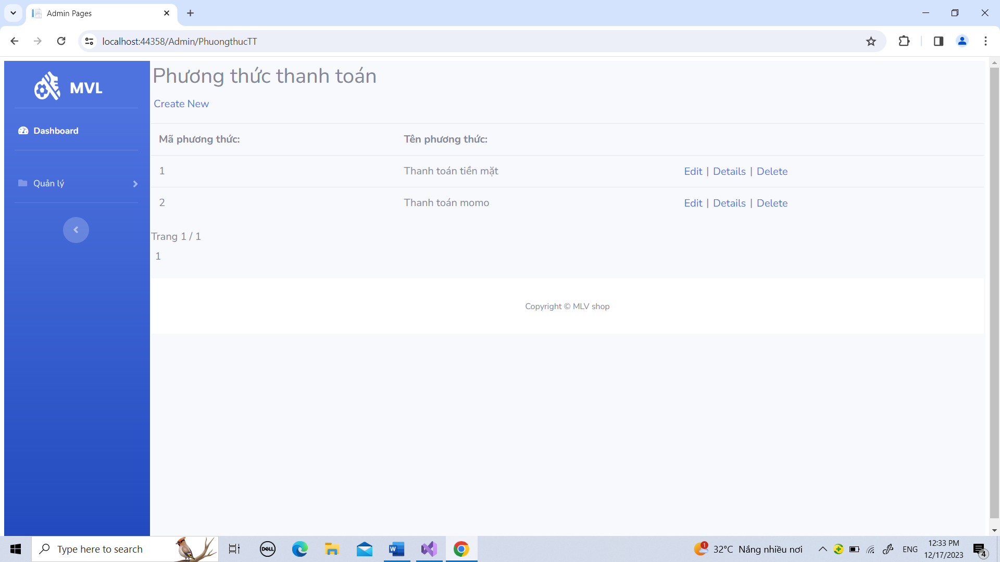 Admin Pages
localhost:44358/Admin/PhuongthucTT
MVL
Phương thức thanh toán
Create New
Dashboard
Mã phương thức: Tên phương thức:
1 Thanh toán tiền mặt Edit | Details | Delete
Quản lý
2 Thanh toán momo Edit | Details | Delete
Trang 1 / 1
1
Copyright © MLV shop
Type here to search
DELL
W
1
32°C Nắng nhiều nơi
ENG
12:33 PM
12/17/2023
4